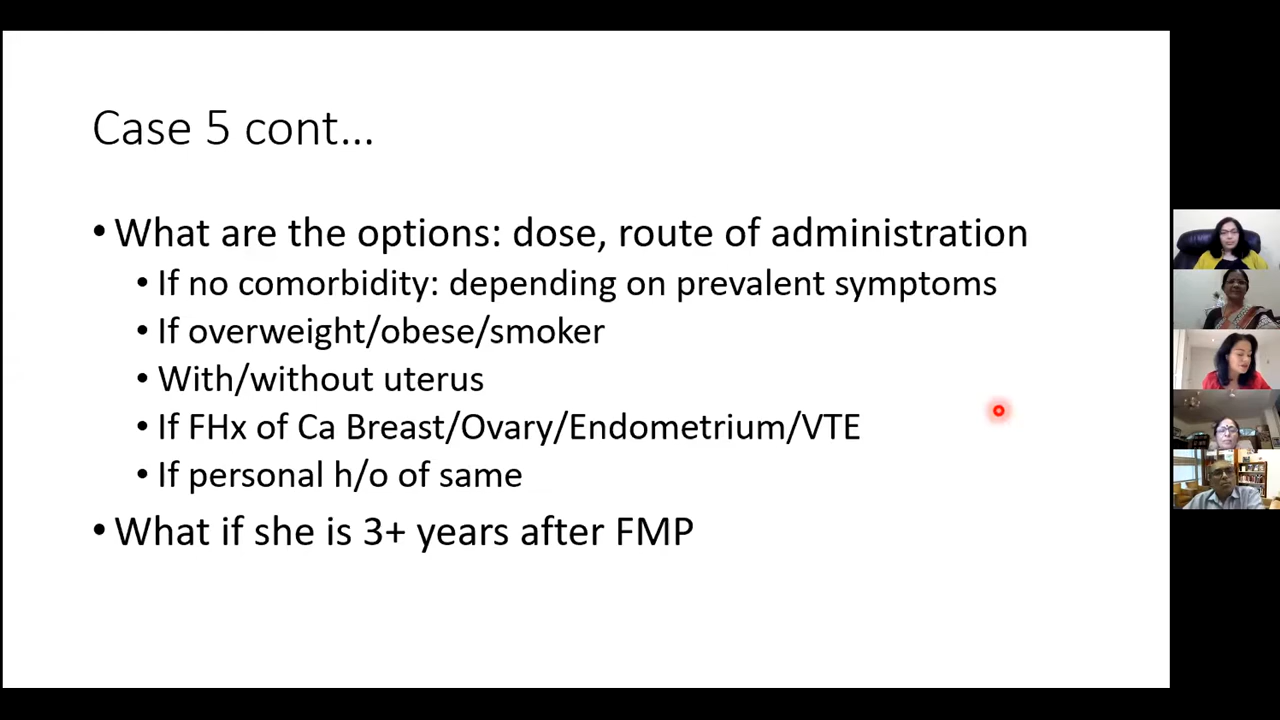 Case 5 cont...
• What are the options: dose, route of administration
• If no comorbidity: depending on prevalent symptoms
• If overweight/obese/smoker
• With/without uterus
• If FHx of Ca Breast/Ovary/Endometrium/VTE
• If personal h/o of same
• What if she is 3+ years after FMP